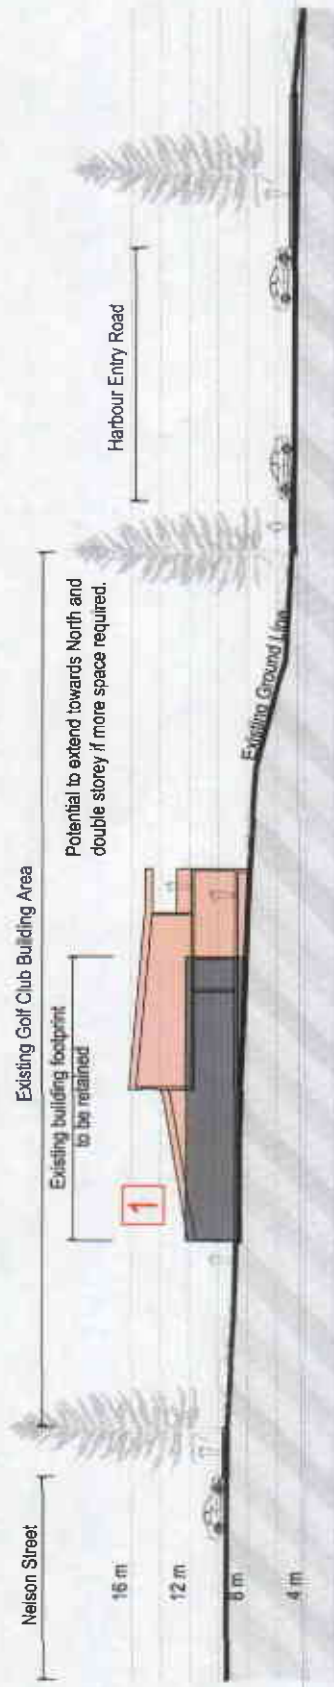 Nelson Street
Existing Golf Club Building Area
Existing building footprint
to be retained
Potential to extend towards North and
double storey if more space required.
Harbour Entry Road
1
16 m
12 m
8 m
4 m
Existing Ground Line